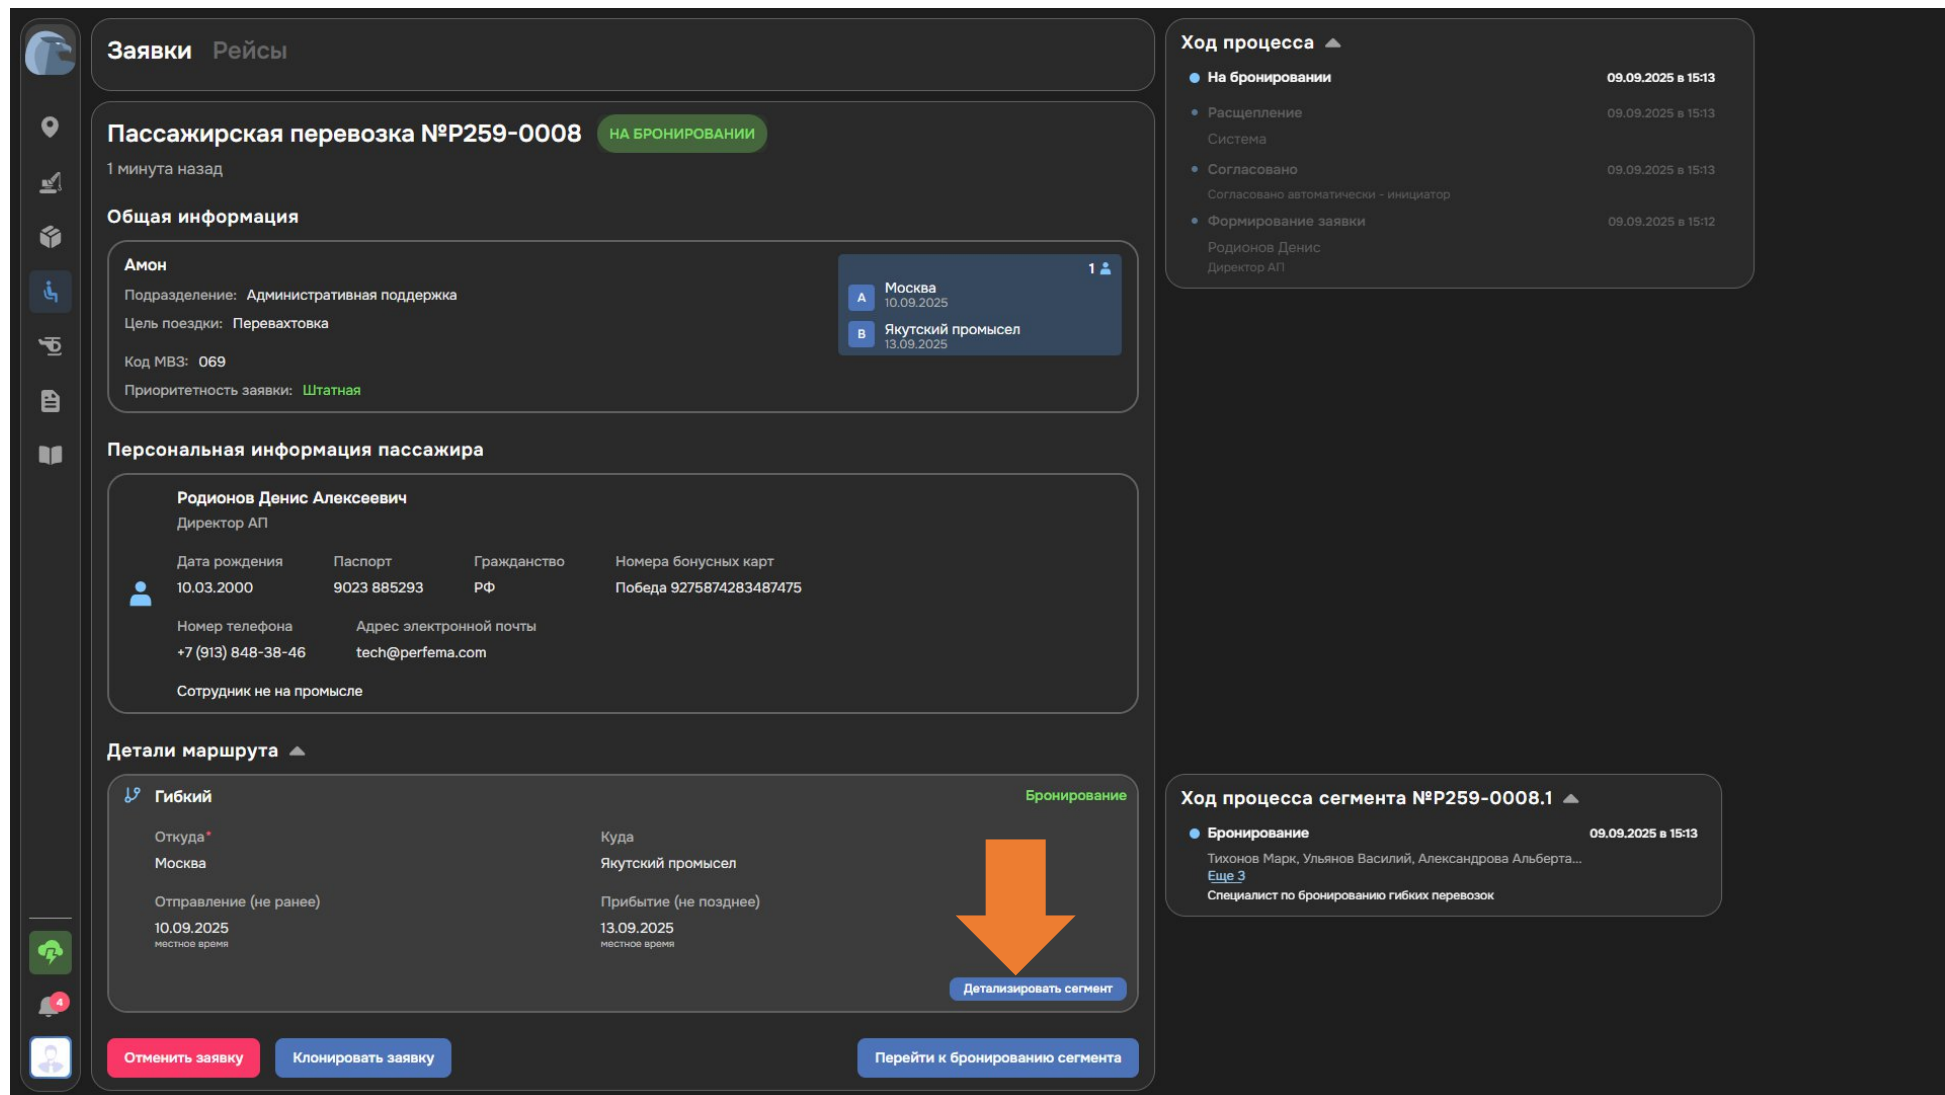 Заявки Рейсы
Пассажирская перевозка №P259-0008 НА БРОНИРОВАНИИ
1 минута назад
Общая информация
Амон
Подразделение: Административная поддержка
Цель поездки: Перевахтовка
Код МВЗ: 069
Приоритетность заявки: Штатная
1
A Москва
10.09.2025
B Якутский промысел
13.09.2025
Персональная информация пассажира
Родионов Денис Алексеевич
Директор АП
Дата рождения Паспорт Гражданство Номера бонусных карт
10.03.2000 9023 885293 РФ Победа 9275874283487475
Номер телефона Адрес электронной почты
+7 (913) 848-38-46 tech@perfema.com
Сотрудник не на промысле
Детали маршрута
Гибкий Бронирование
Откуда* Куда
Москва Якутский промысел
Отправление (не ранее) Прибытие (не позднее)
10.09.2025 13.09.2025
местное время местное время
Детализировать сегмент
Отменить заявку Клонировать заявку Перейти к бронированию сегмента
4
Ход процесса
На бронировании 09.09.2025 в 15:13
Расщепление 09.09.2025 в 15:13
Система
Согласовано 09.09.2025 в 15:13
Согласовано автоматически - инициатор
Формирование заявки 09.09.2025 в 15:12
Родионов Денис
Директор АП
Ход процесса сегмента №P259-0008.1
Бронирование 09.09.2025 в 15:13
Тихонов Марк, Ульянов Василий, Александрова Альберта...
Еще 3
Специалист по бронированию гибких перевозок